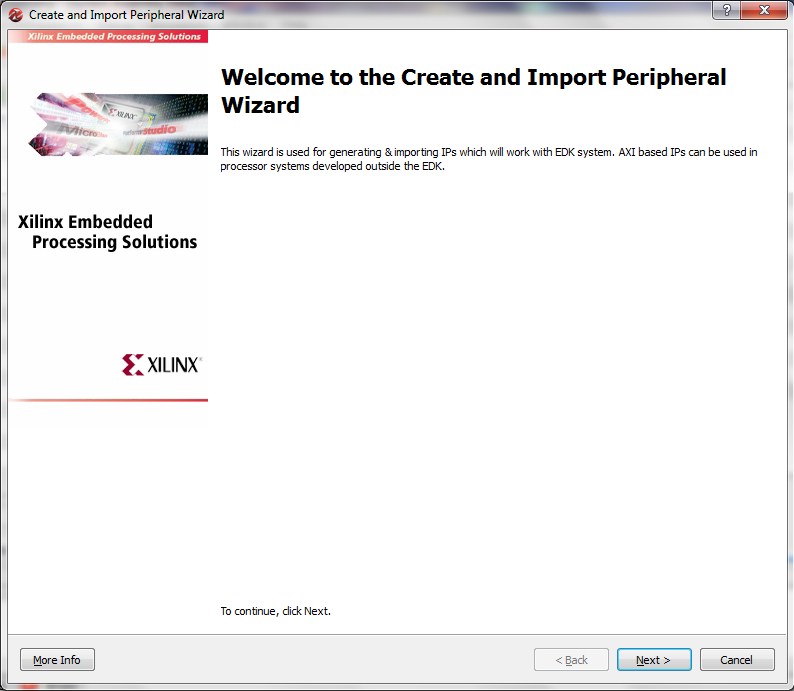 Create and Import Peripheral Wizard
Xilinx Embedded Processing Solutions
XILINX
Xilinx Embedded
Processing Solutions
XILINX
Welcome to the Create and Import Peripheral
Wizard
This wizard is used for generating & importing IPs which will work with EDK system. AXI based IPs can be used in
processor systems developed outside the EDK.
To continue, click Next.
More Info
< Back
Next >
Cancel